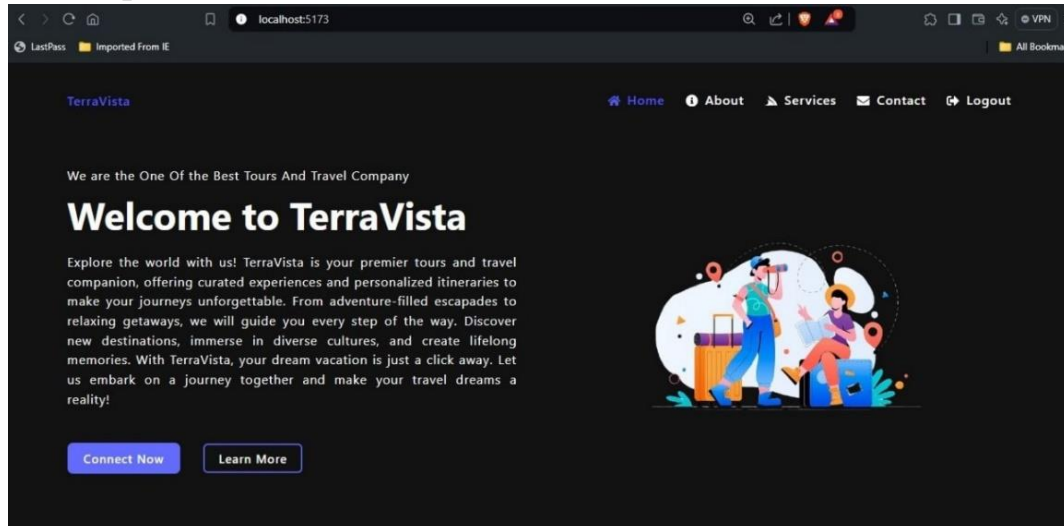 localhost:5173
VPN
LastPass Imported From IE
All Bookma
TerraVista
Home About Services Contact Logout
We are the One Of the Best Tours And Travel Company
Welcome to TerraVista
Explore the world with us! TerraVista is your premier tours and travel
companion, offering curated experiences and personalized itineraries to
make your journeys unforgettable. From adventure-filled escapades to
relaxing getaways, we will guide you every step of the way. Discover
new destinations, immerse in diverse cultures, and create lifelong
memories. With TerraVista, your dream vacation is just a click away. Let
us embark on a journey together and make your travel dreams a
reality!
Connect Now Learn More